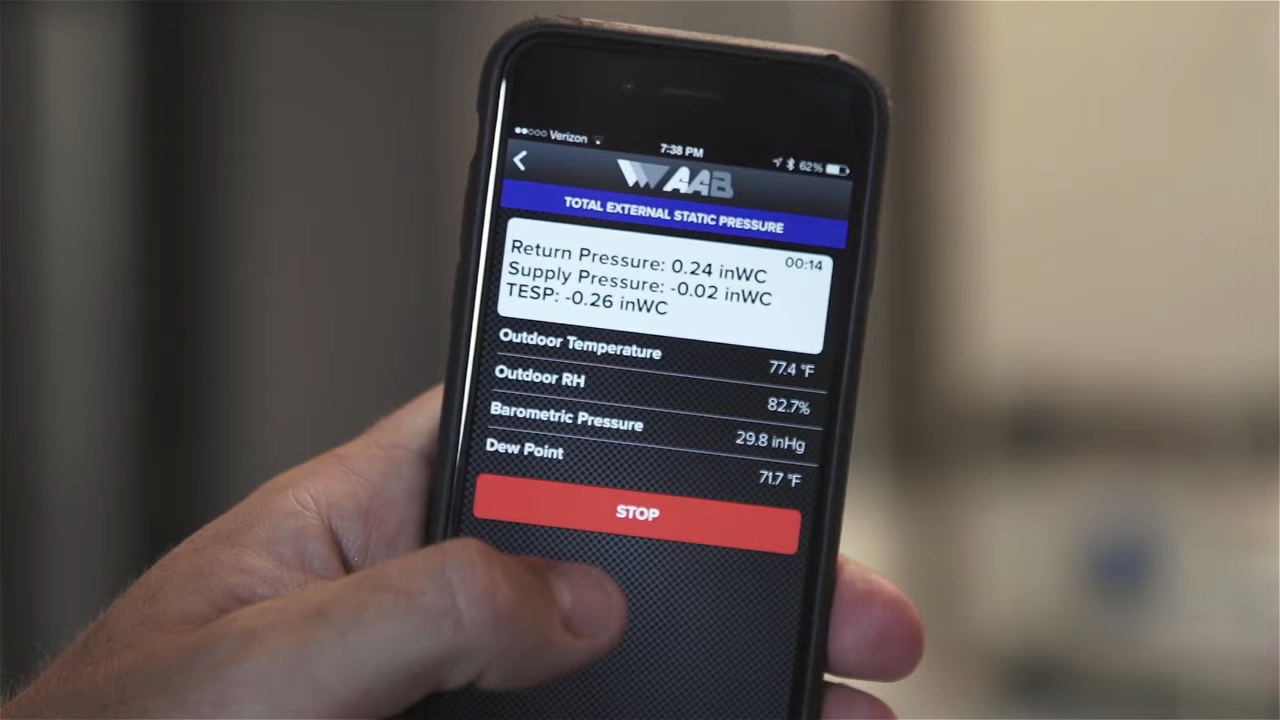 Verizon
7:38 PM
62%
AAB
TOTAL EXTERNAL STATIC PRESSURE
00:14
Return Pressure: 0.24 inWC
Supply Pressure: -0.02 inWC
TESP: -0.26 inWC
Outdoor Temperature 77.4 °F
Outdoor RH 82.7%
Barometric Pressure 29.8 inHg
Dew Point 71.7 °F
STOP